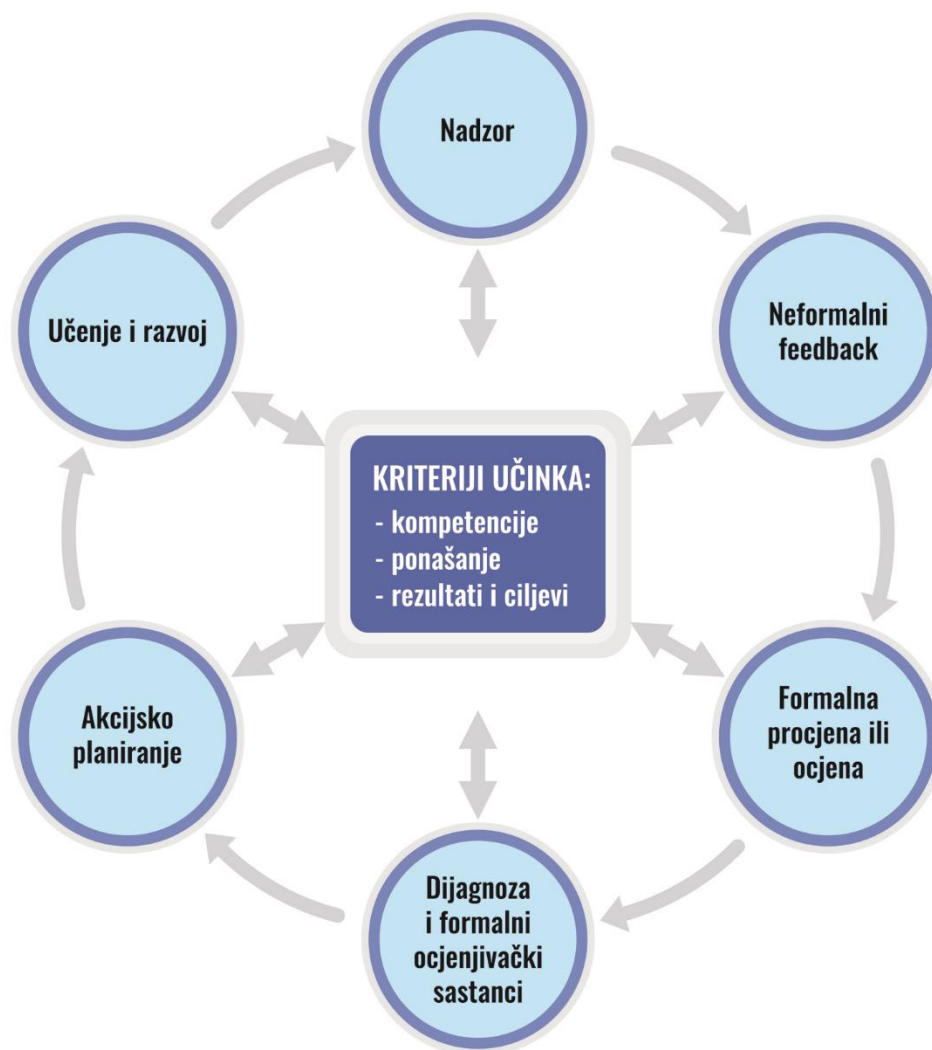 Nadzor
Neformalni
feedback
Formalna
procjena ili
ocjena
Dijagnoza
i formalni
ocjenjivački
sastanci
Akcijsko
planiranje
Učenje i razvoj
KRITERIJI UČINKA:
- kompetencije
- ponašanje
- rezultati i ciljevi